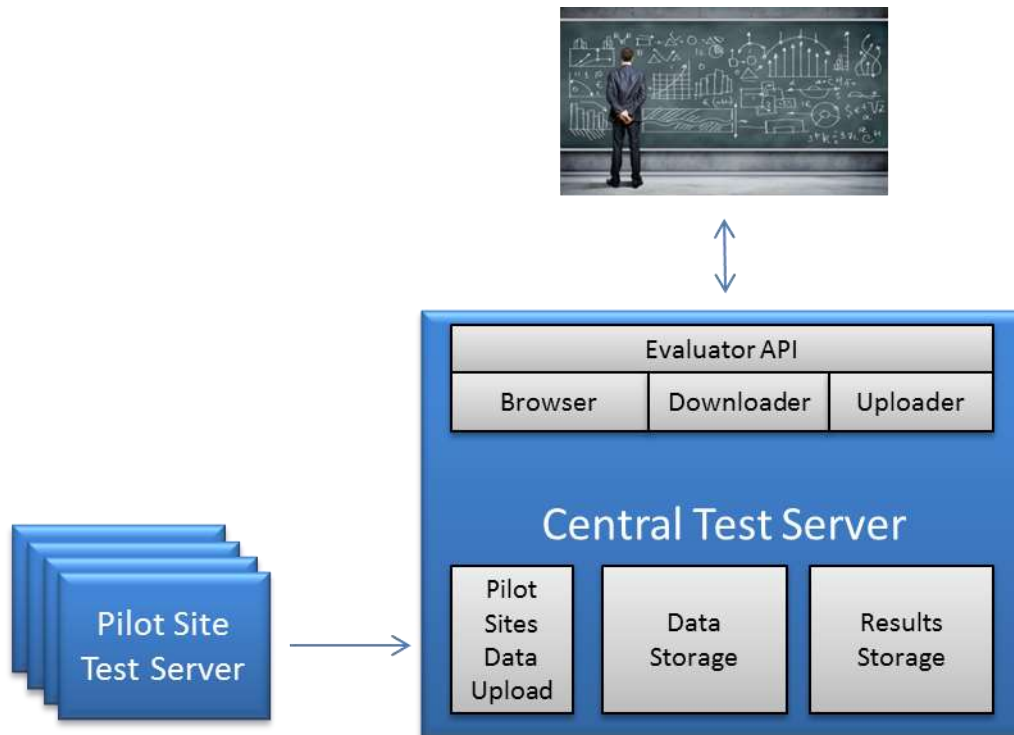 Evaluator API
Browser
Downloader
Uploader
Central Test Server
Pilot Site
Test Server
Pilot
Sites
Data
Upload
Data
Storage
Results
Storage